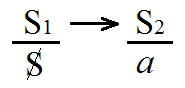 S₁ → S₂
$ a